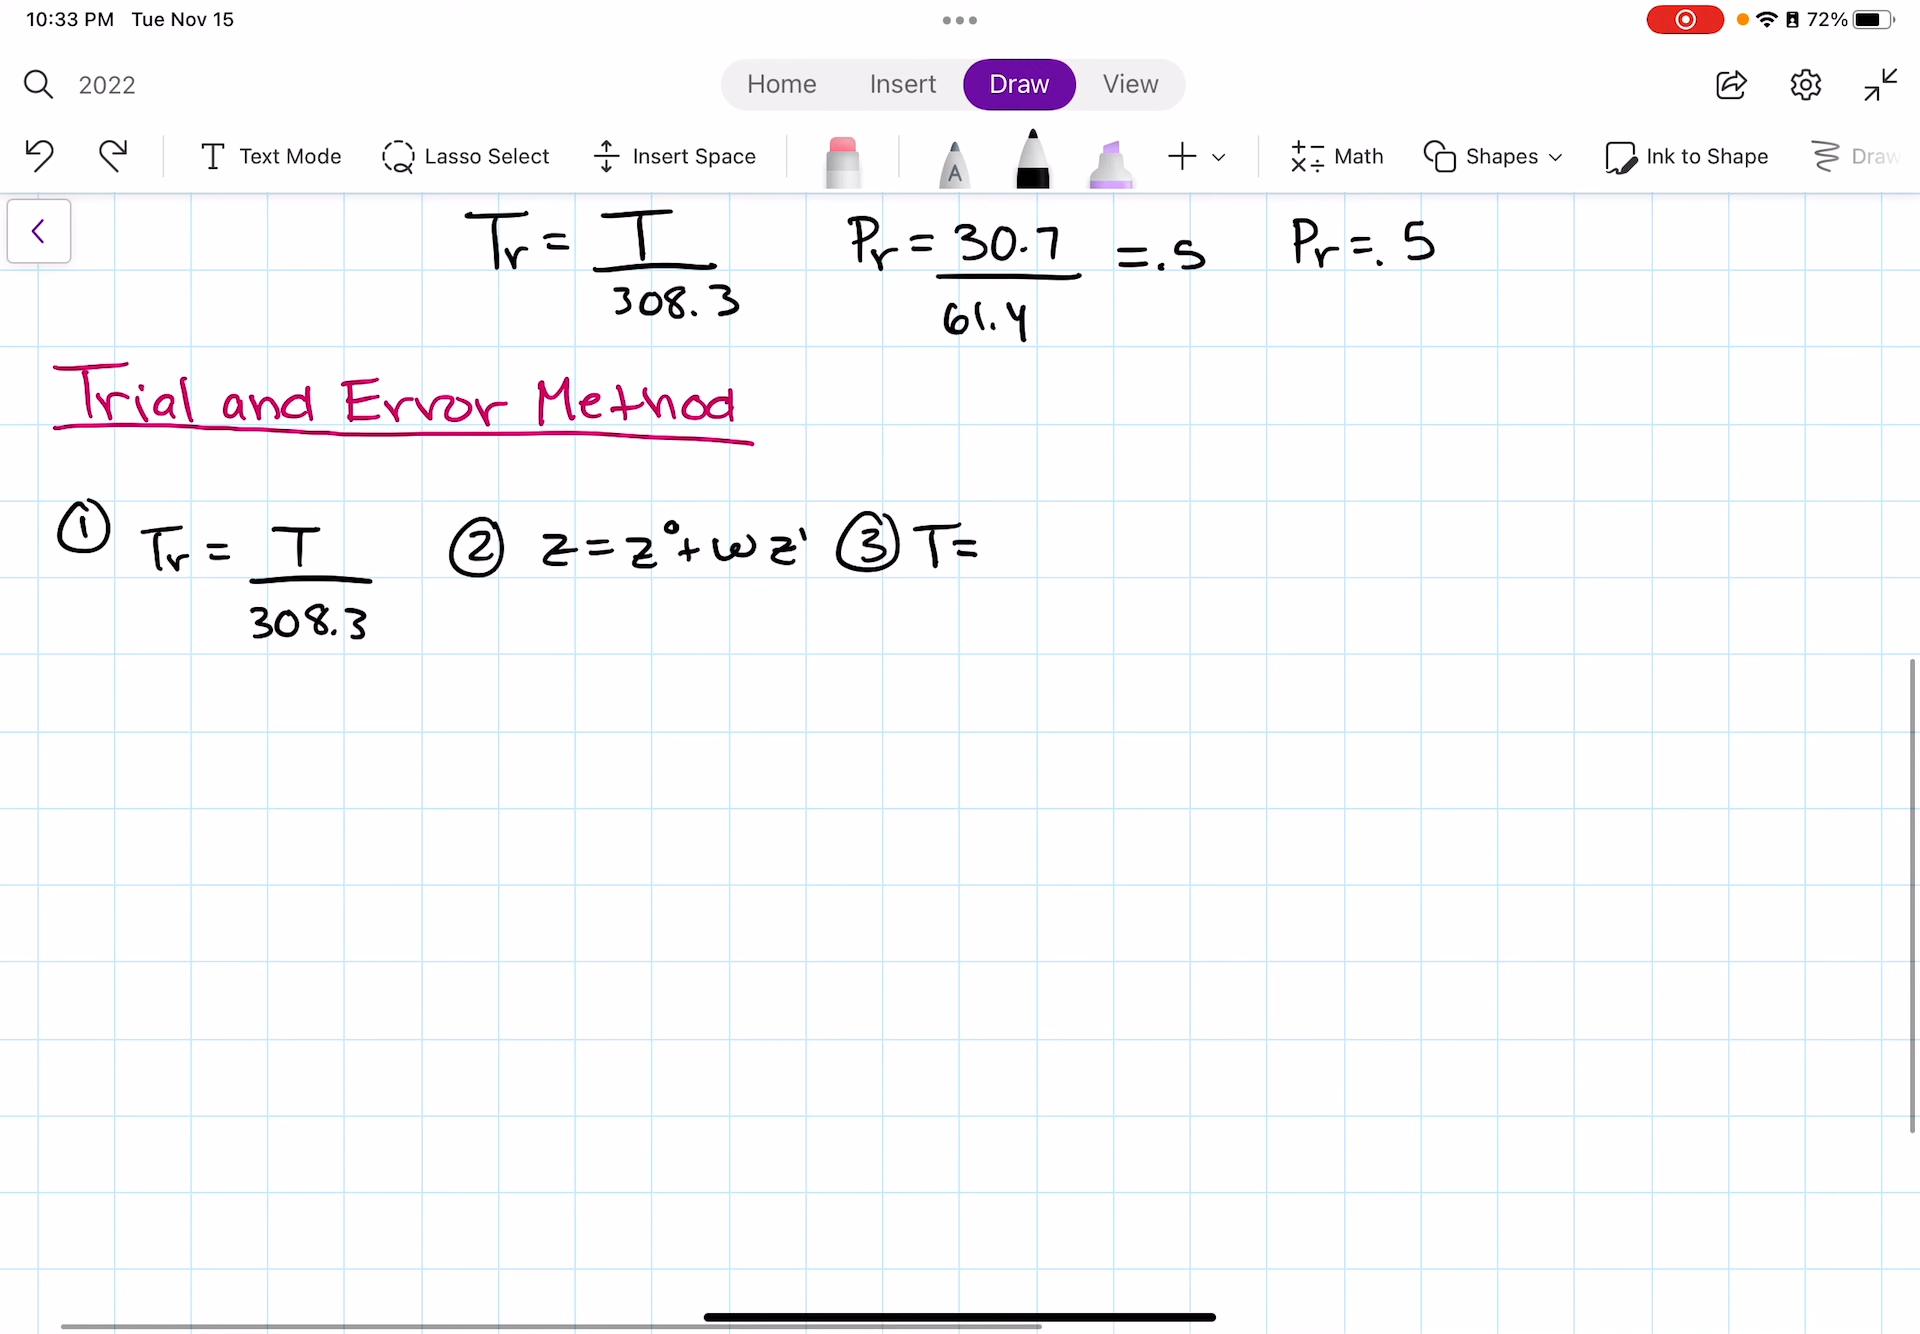 10:33 PM Tue Nov 15 72%
2022 Home Insert Draw View
Text Mode Lasso Select Insert Space A Math Shapes Ink to Shape Draw
Tr = T / 308.3 Pr = 30.7 / 61.4 = .5 Pr = .5
Trial and Error Method
① Tr = T / 308.3 ② z = z⁰ + ω z¹ ③ T =